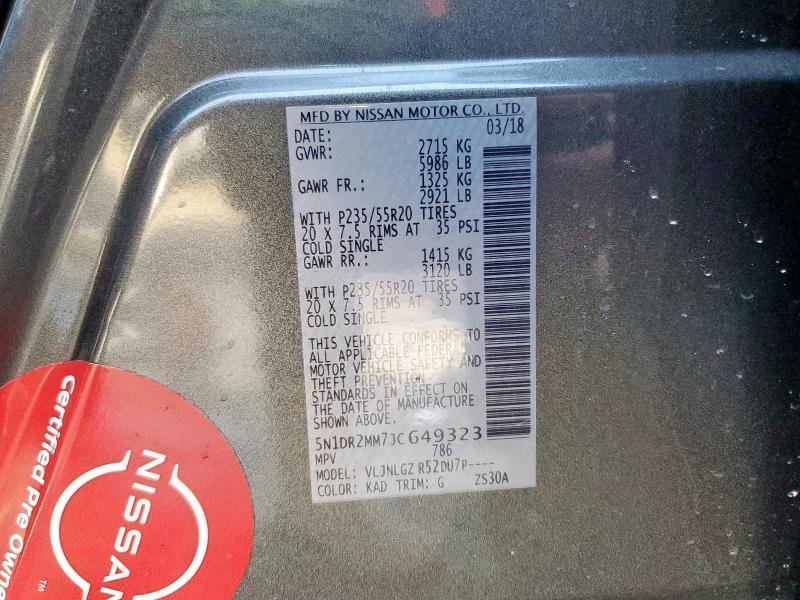 MFD BY NISSAN MOTOR CO., LTD.
DATE: 03/18
GVWR: 2715 KG
5986 LB
GAWR FR.: 1325 KG
2921 LB
WITH P235/55R20 TIRES
20 X 7.5 RIMS AT 35 PSI
COLD SINGLE
GAWR RR.: 1415 KG
3120 LB
WITH P235/55R20 TIRES
20 X 7.5 RIMS AT 35 PSI
COLD SINGLE
THIS VEHICLE CONFORMS TO
ALL APPLICABLE FEDERAL
MOTOR VEHICLE SAFETY AND
THEFT PREVENTION
STANDARDS IN EFFECT ON
THE DATE OF MANUFACTURE
SHOWN ABOVE.
5N1DR2MM7JC649323
MPV 786
MODEL: VLJNLGZ R52DU7P----
COLOR: KAD TRIM: G ZS30A
Certified Pre Owne
NISSAN
TM